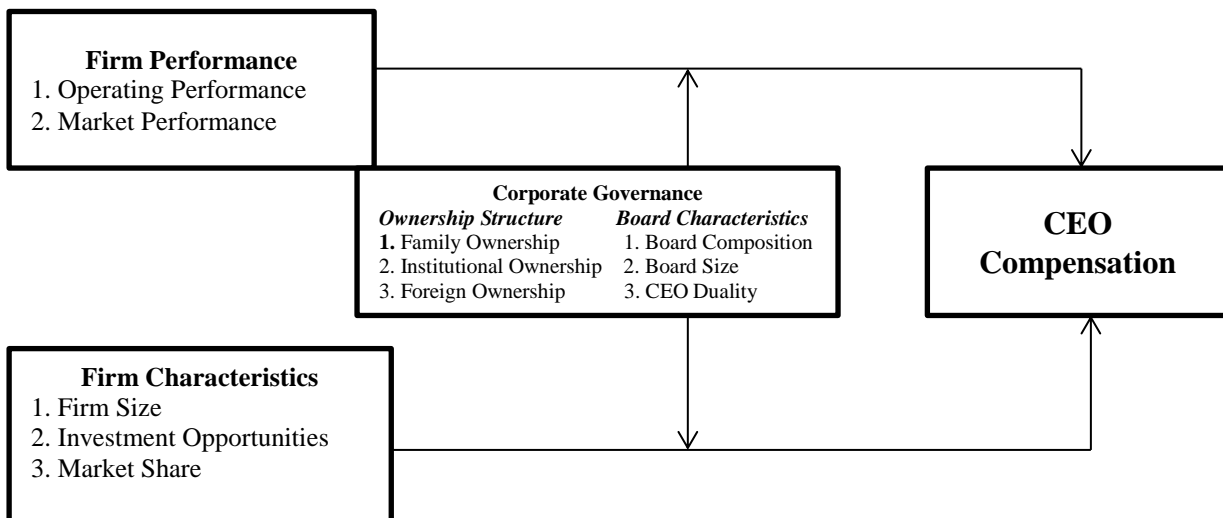 Firm Performance
1. Operating Performance
2. Market Performance
Corporate Governance
Ownership Structure Board Characteristics
1. Family Ownership 1. Board Composition
2. Institutional Ownership 2. Board Size
3. Foreign Ownership 3. CEO Duality
CEO
Compensation
Firm Characteristics
1. Firm Size
2. Investment Opportunities
3. Market Share